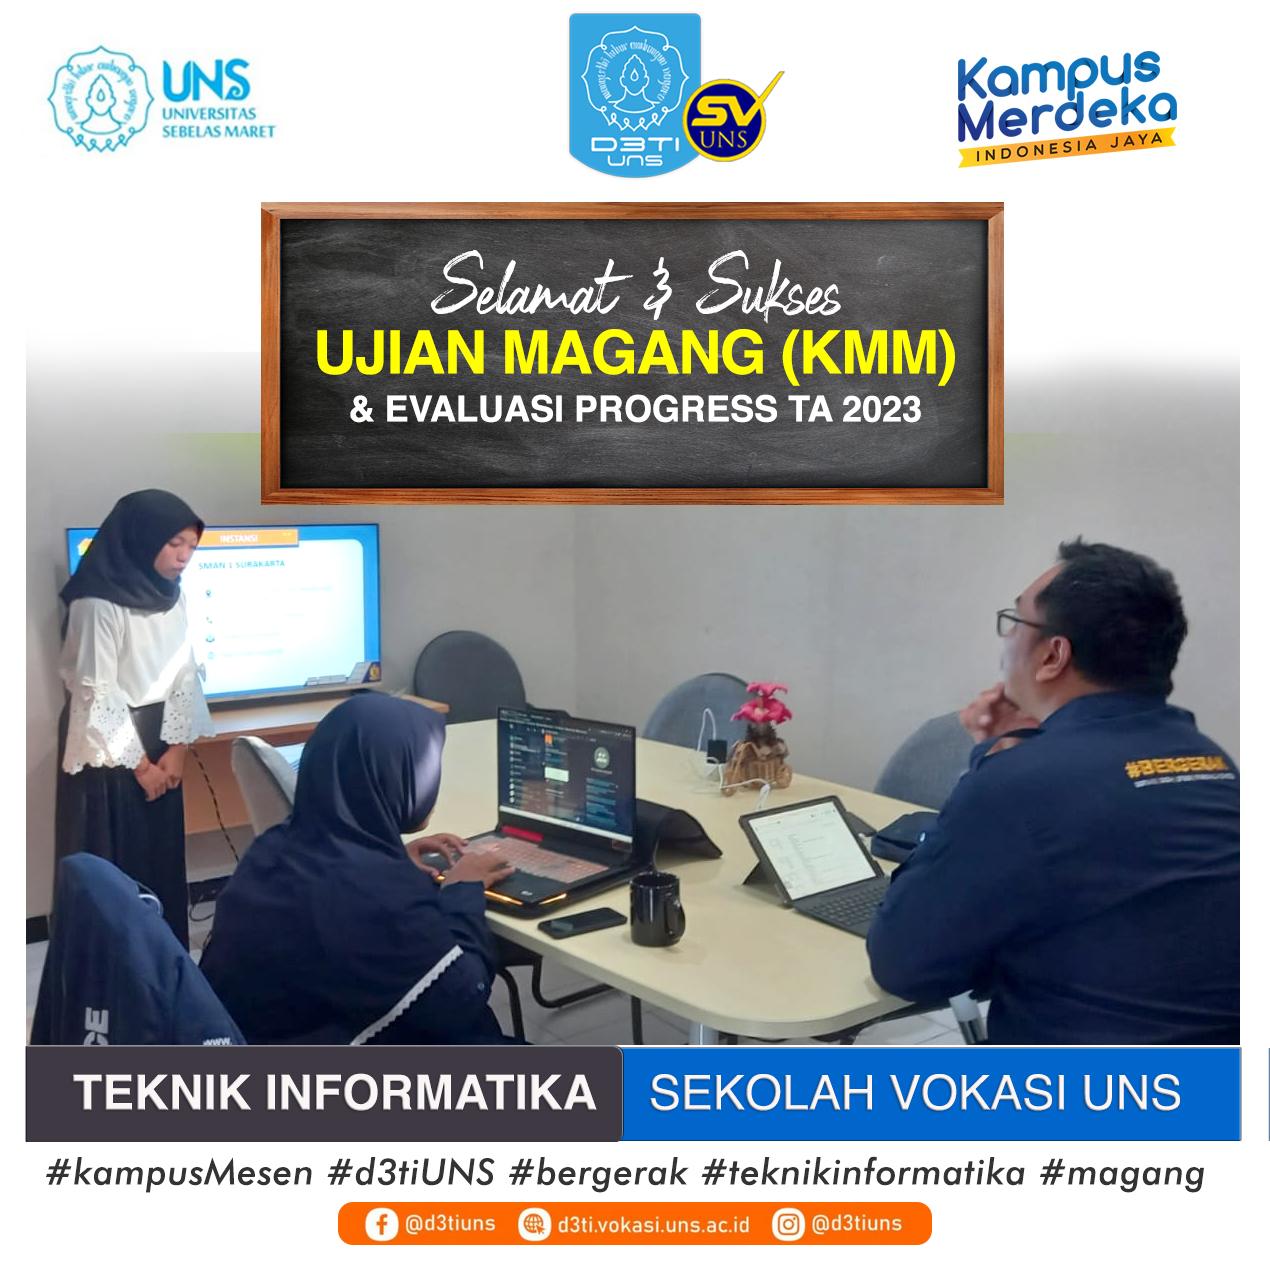 UNS
UNIVERSITAS
SEBELAS MARET
D3TI
UNS
SV
UNS
Kampus
Merdeka
INDONESIA JAYA
Selamat & Sukses
UJIAN MAGANG (KMM)
& EVALUASI PROGRESS TA 2023
INSTANSI
SMAN 1 SURAKARTA
#BERGERAK
CE
www.
TEKNIK INFORMATIKA
SEKOLAH VOKASI UNS
#kampusMesen #d3tiUNS #bergerak #teknikinformatika #magang
@d3tiuns
d3ti.vokasi.uns.ac.id
@d3tiuns